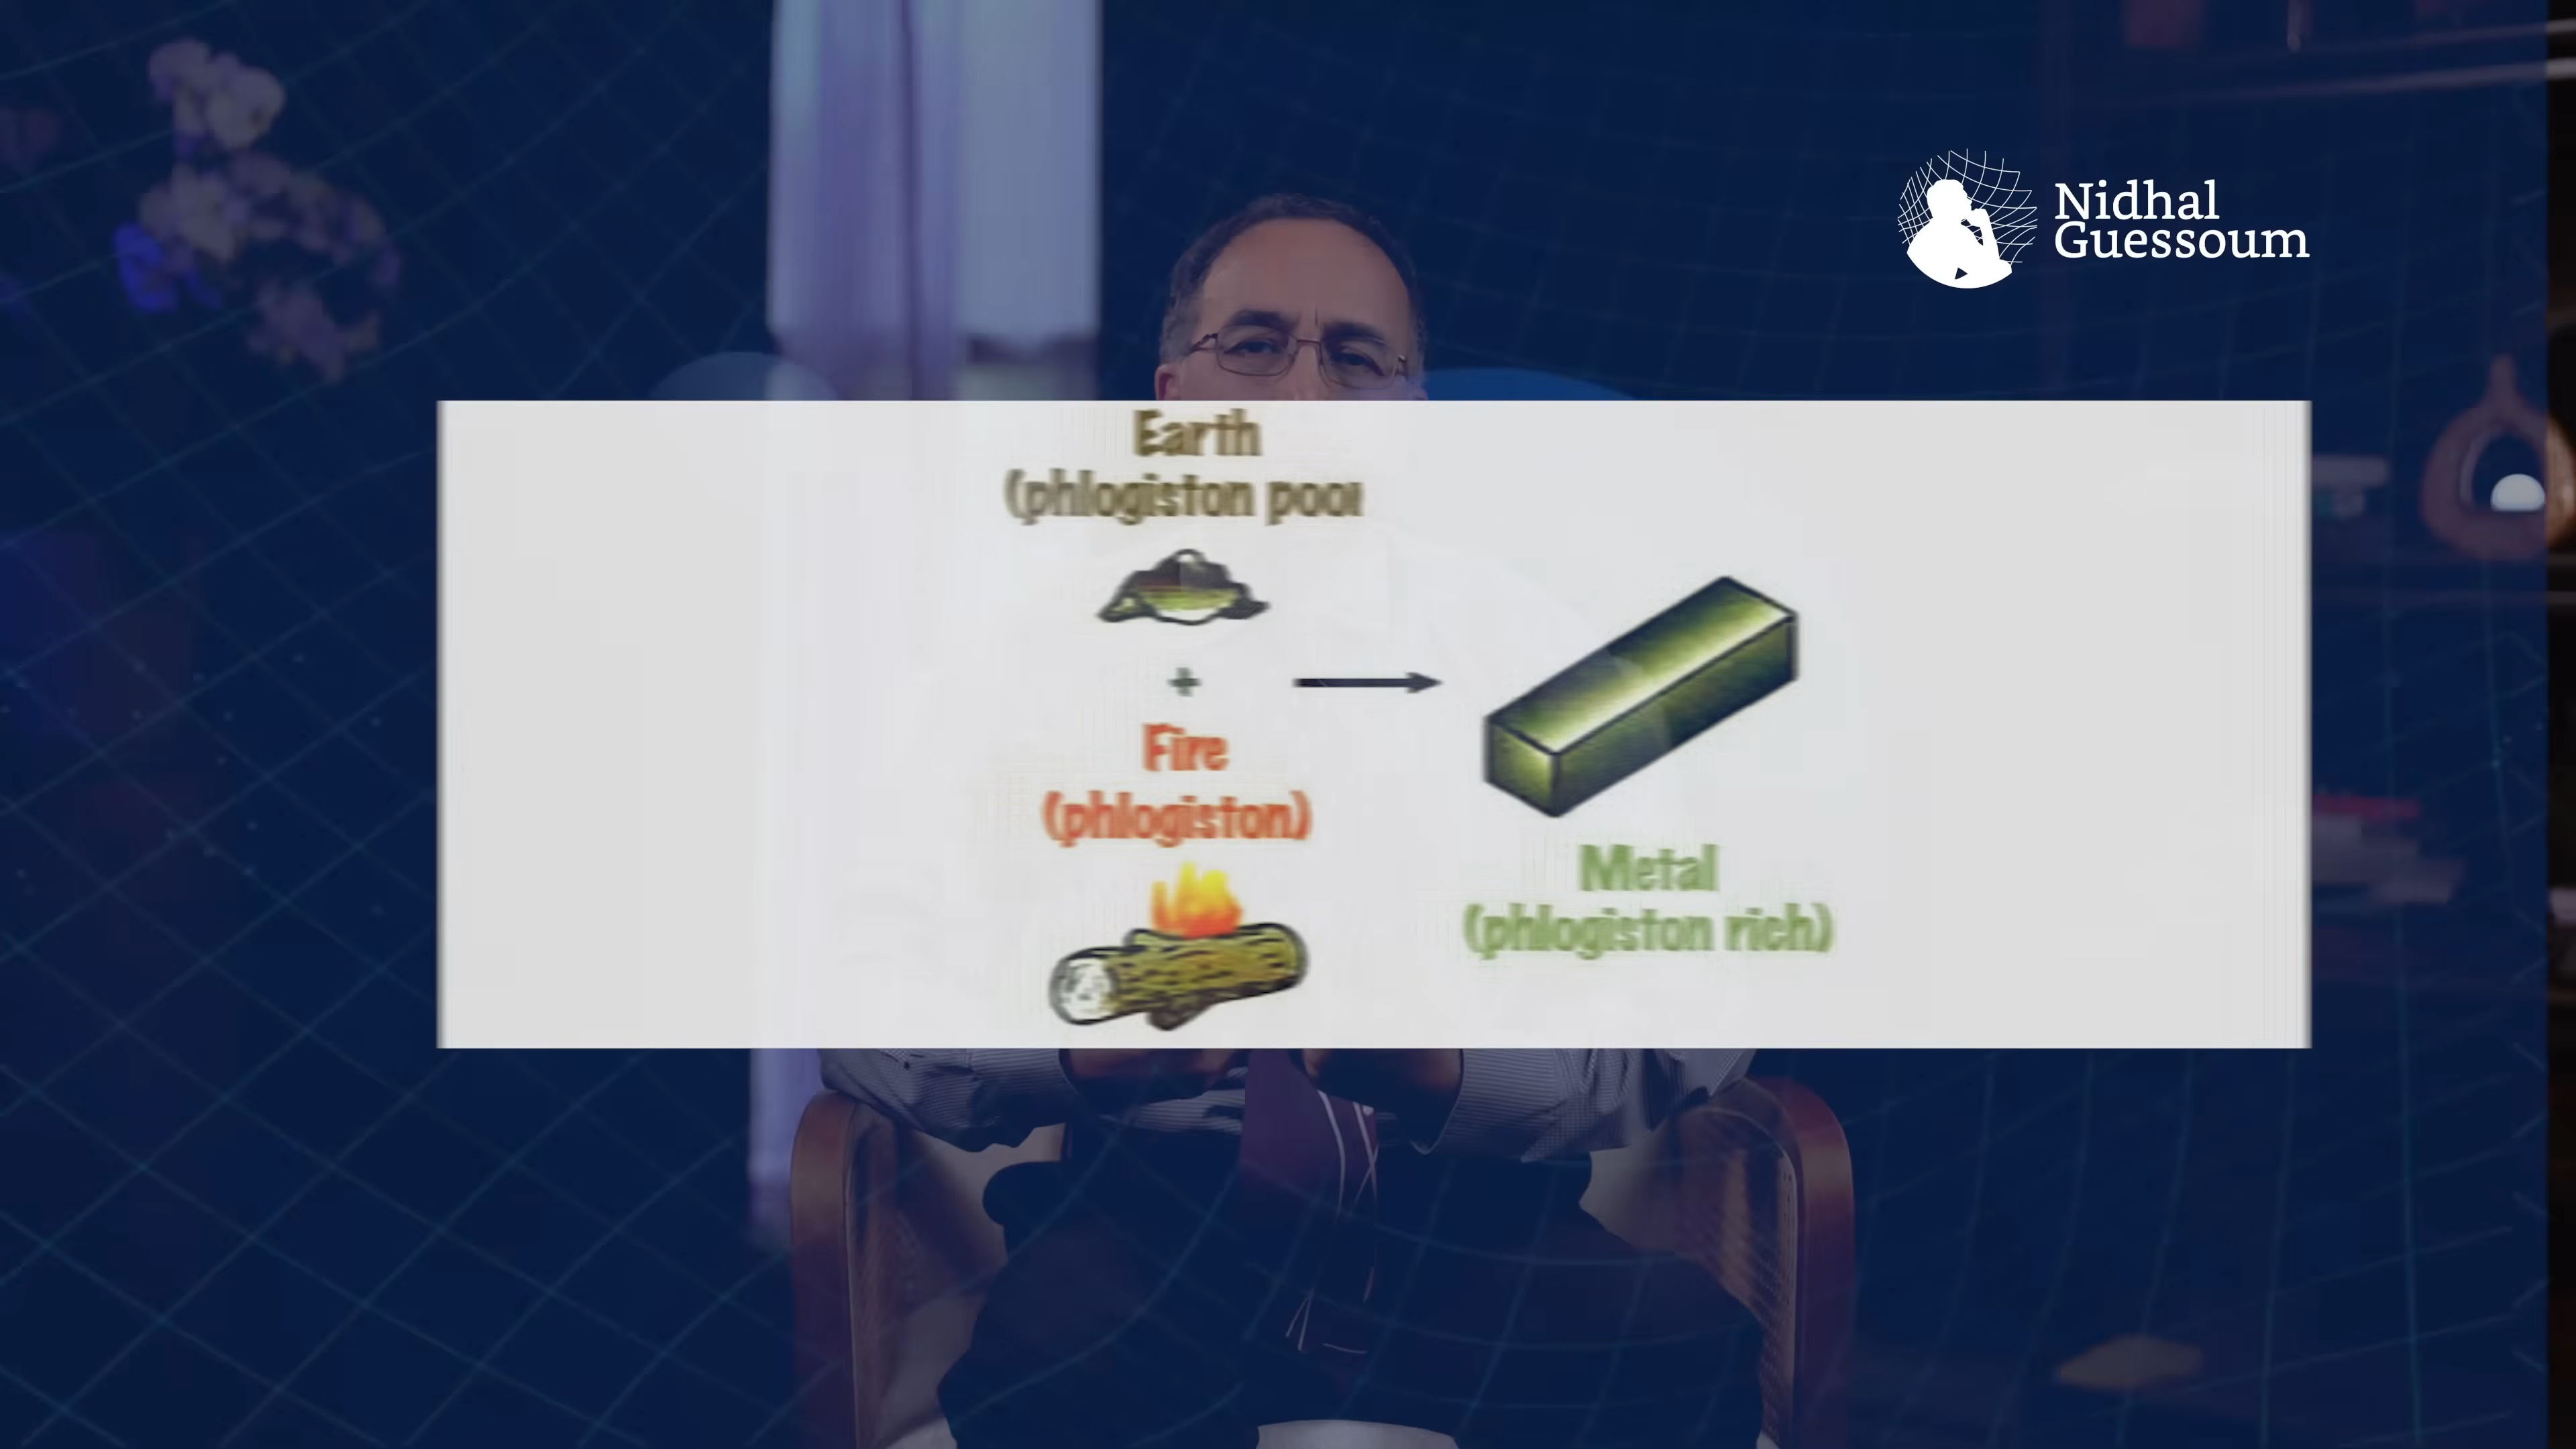 Nidhal
Guessoum
Earth
(phlogiston poor
+
Fire
(phlogiston)
Metal
(phlogiston rich)